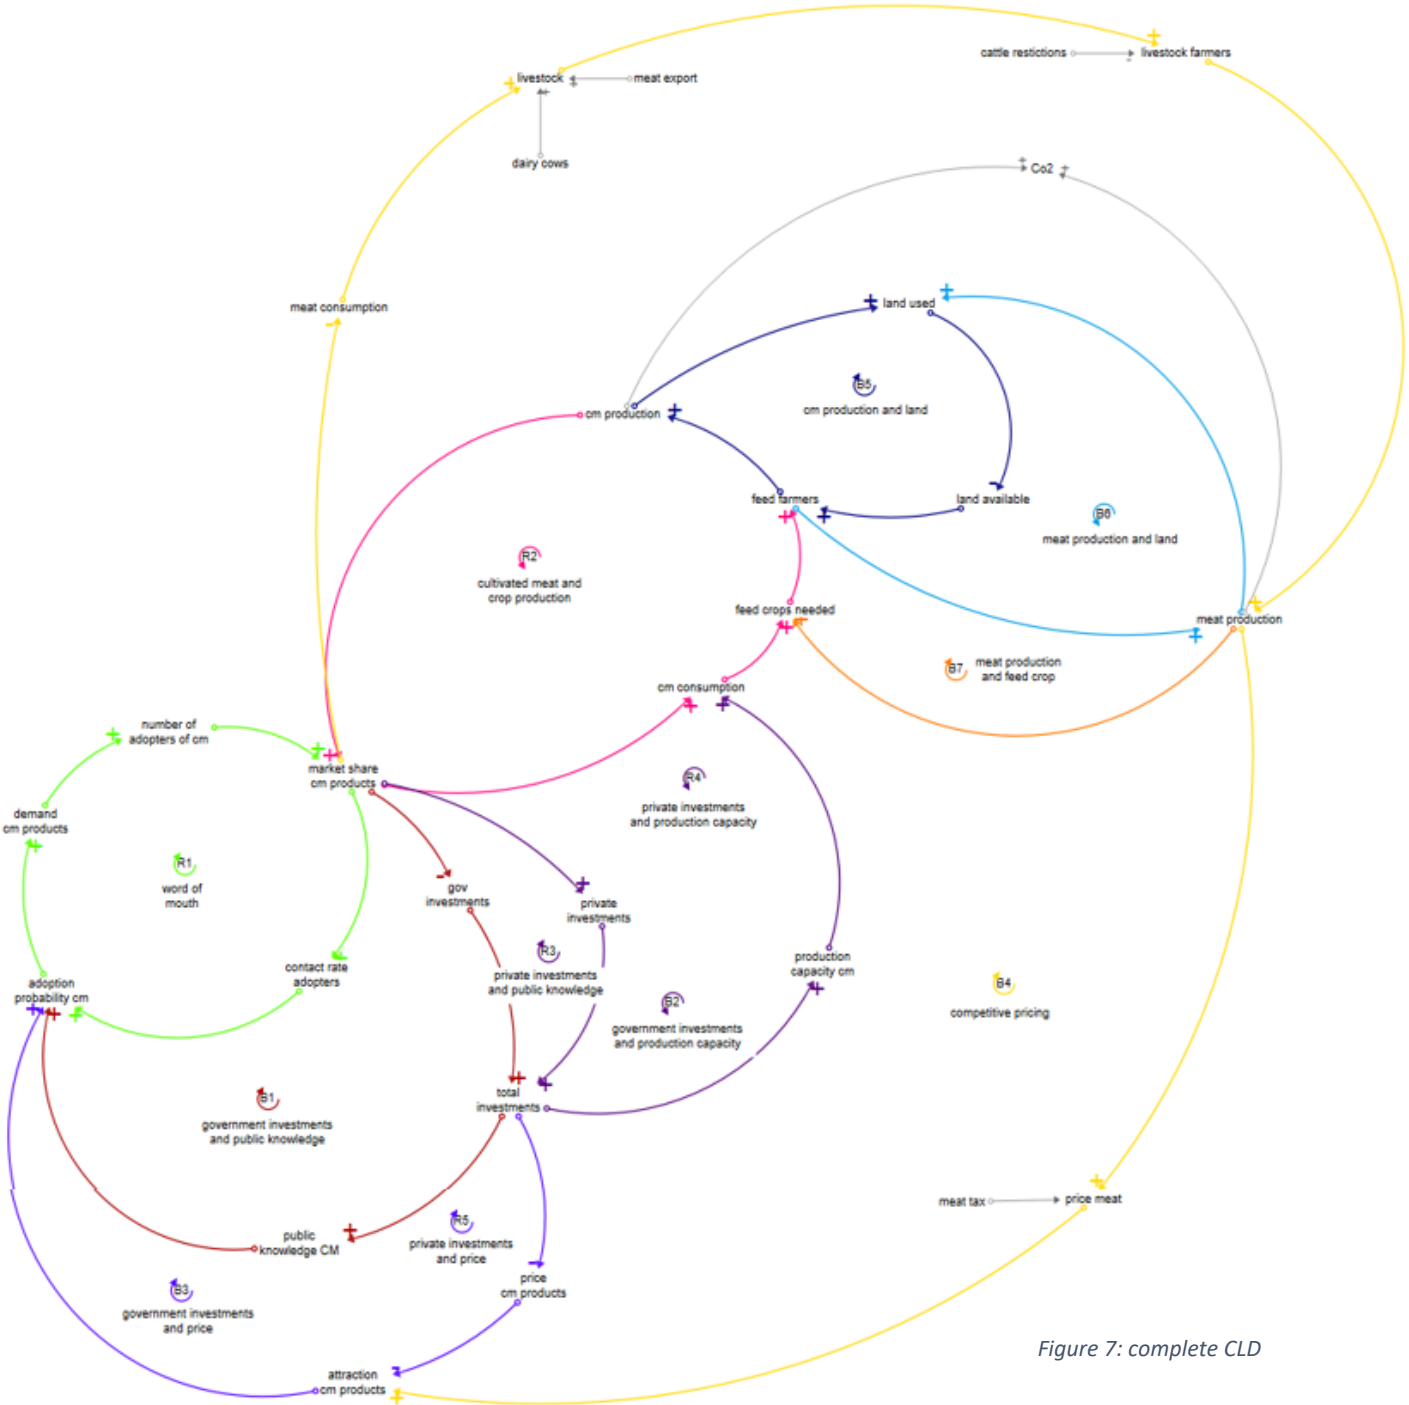 cattle restictions
livestock farmers
livestock
meat export
dairy cows
Co2
meat consumption
land used
B5
cm production and land
cm production
feed farmers
land available
B6
meat production and land
R2
cultivated meat and
crop production
feed crops needed
meat production
B7
meat production
and feed crop
cm consumption
number of
adopters of cm
market share
cm products
R4
private investments
and production capacity
demand
cm products
R1
word of
mouth
gov
investments
private
investments
R3
private investments
and public knowledge
production
capacity cm
contact rate
adopters
adoption
probability cm
B2
government investments
and production capacity
B4
competitive pricing
B1
government investments
and public knowledge
total
investments
meat tax
price meat
public
knowledge CM
R5
private investments
and price
price
cm products
B3
government investments
and price
attraction
cm products
Figure 7: complete CLD